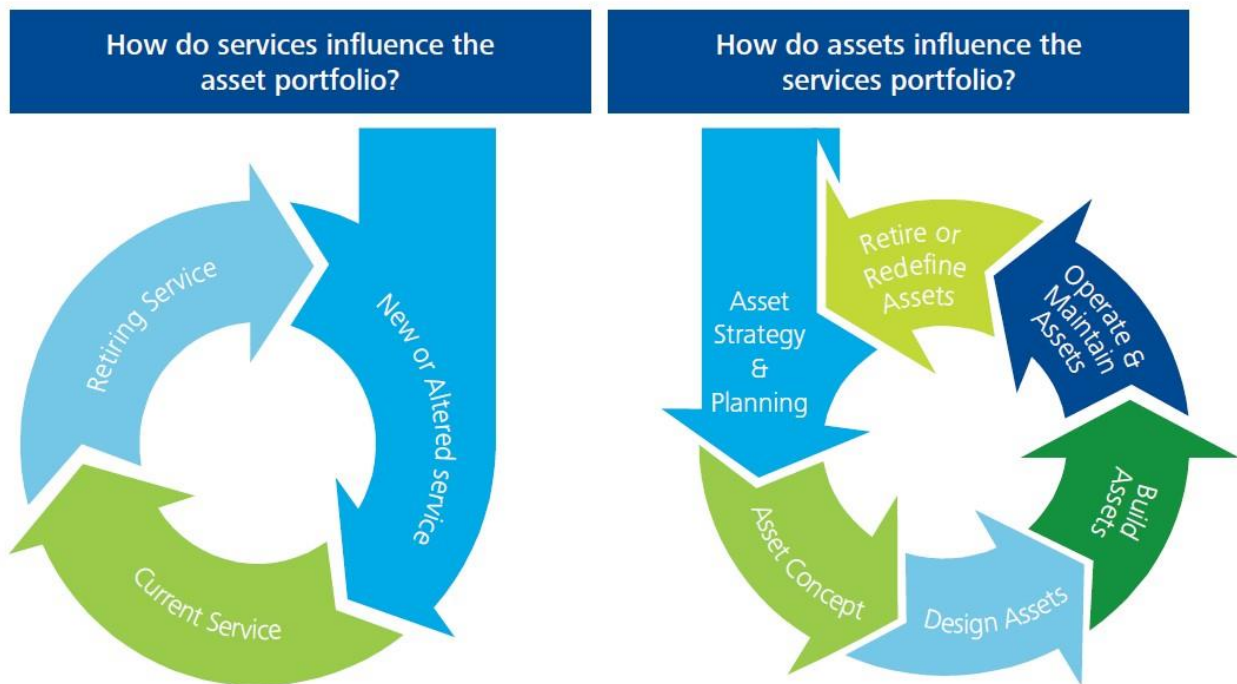 How do services influence the
asset portfolio?
How do assets influence the
services portfolio?
Retiring Service
New or Altered service
Current Service
Asset
Strategy
&
Planning
Asset Concept
Design Assets
Build
Assets
Operate &
Maintain
Assets
Retire or
Redefine
Assets